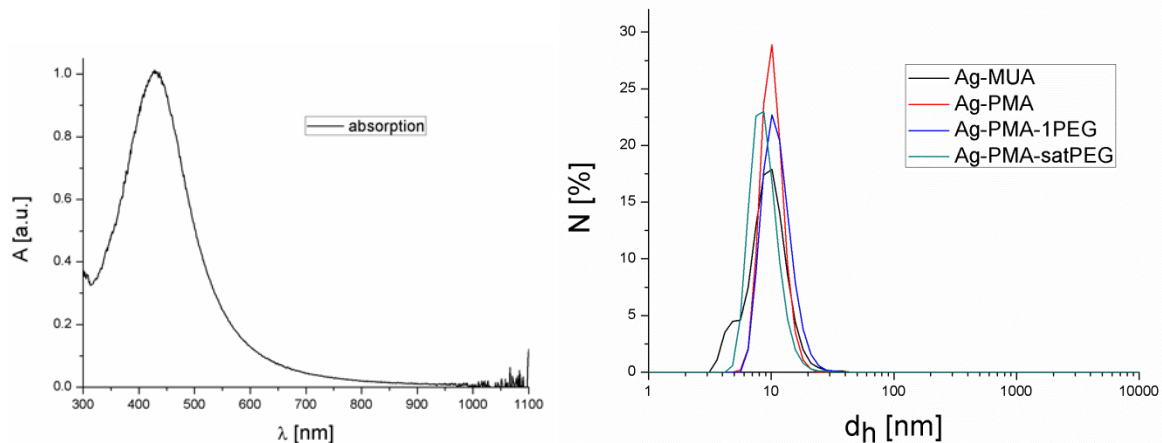 absorption
A [a.u.]
1.0
0.8
0.6
0.4
0.2
0.0
300 400 500 600 700 800 900 1000 1100
λ [nm]
Ag-MUA
Ag-PMA
Ag-PMA-1PEG
Ag-PMA-satPEG
N [%]
30
25
20
15
10
5
0
1 10 100 1000 10000
dh [nm]